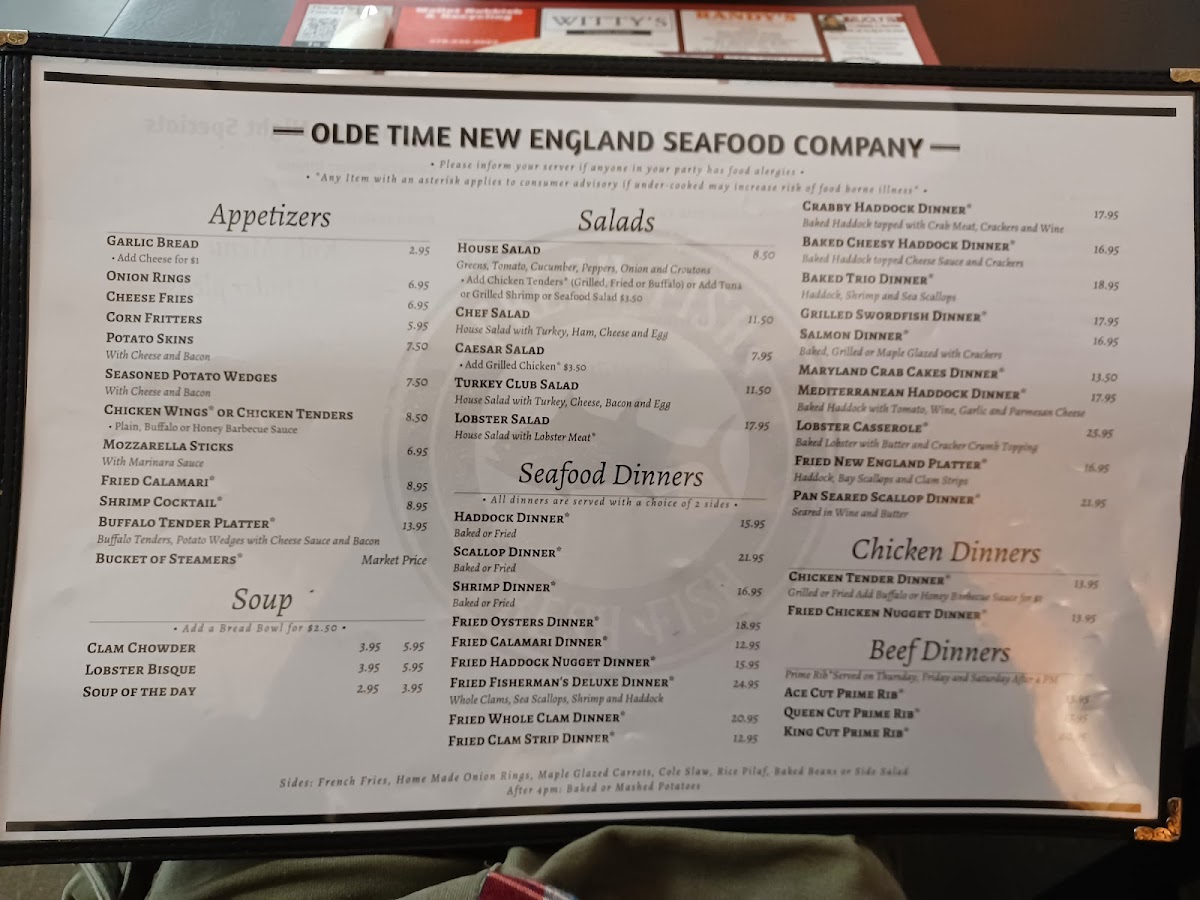 WITTY'S
RANDY'S
OLDE TIME NEW ENGLAND SEAFOOD COMPANY
• Please inform your server if anyone in your party has food alergies •
• "Any Item with an asterisk applies to consumer advisory if under-cooked may increase risk of food borne illness" •
Appetizers
GARLIC BREAD 2.95
• Add Cheese for $1
ONION RINGS 6.95
CHEESE FRIES 6.95
CORN FRITTERS 5.95
POTATO SKINS 7.50
With Cheese and Bacon
SEASONED POTATO WEDGES 7.50
With Cheese and Bacon
CHICKEN WINGS* OR CHICKEN TENDERS 8.50
• Plain, Buffalo or Honey Barbecue Sauce
MOZZARELLA STICKS 6.95
With Marinara Sauce
FRIED CALAMARI* 8.95
SHRIMP COCKTAIL* 8.95
BUFFALO TENDER PLATTER* 13.95
Buffalo Tenders, Potato Wedges with Cheese Sauce and Bacon
BUCKET OF STEAMERS* Market Price
Soup
• Add a Bread Bowl for $2.50 •
CLAM CHOWDER 3.95 5.95
LOBSTER BISQUE 3.95 5.95
SOUP OF THE DAY 2.95 3.95
Salads
HOUSE SALAD 8.50
Greens, Tomato, Cucumber, Peppers, Onion and Croutons
• Add Chicken Tenders* (Grilled, Fried or Buffalo) or Add Tuna
or Grilled Shrimp or Seafood Salad $3.50
CHEF SALAD 11.50
House Salad with Turkey, Ham, Cheese and Egg
CAESAR SALAD 7.95
• Add Grilled Chicken* $3.50
TURKEY CLUB SALAD 11.50
House Salad with Turkey, Cheese, Bacon and Egg
LOBSTER SALAD 17.95
House Salad with Lobster Meat*
Seafood Dinners
• All dinners are served with a choice of 2 sides •
HADDOCK DINNER* 15.95
Baked or Fried
SCALLOP DINNER* 21.95
Baked or Fried
SHRIMP DINNER* 16.95
Baked or Fried
FRIED OYSTERS DINNER* 18.95
FRIED CALAMARI DINNER* 12.95
FRIED HADDOCK NUGGET DINNER* 15.95
FRIED FISHERMAN'S DELUXE DINNER* 24.95
Whole Clams, Sea Scallops, Shrimp and Haddock
FRIED WHOLE CLAM DINNER* 20.95
FRIED CLAM STRIP DINNER* 12.95
CRABBY HADDOCK DINNER* 17.95
Baked Haddock topped with Crab Meat, Crackers and Wine
BAKED CHEESY HADDOCK DINNER* 16.95
Baked Haddock topped Cheese Sauce and Crackers
BAKED TRIO DINNER* 18.95
Haddock, Shrimp and Sea Scallops
GRILLED SWORDFISH DINNER* 17.95
SALMON DINNER* 16.95
Baked, Grilled or Maple Glazed with Crackers
MARYLAND CRAB CAKES DINNER* 13.50
MEDITERRANEAN HADDOCK DINNER* 17.95
Baked Haddock with Tomato, Wine, Garlic and Parmesan Cheese
LOBSTER CASSEROLE* 25.95
Baked Lobster with Butter and Cracker Crumb Topping
FRIED NEW ENGLAND PLATTER* 16.95
Haddock, Bay Scallops and Clam Strips
PAN SEARED SCALLOP DINNER* 21.95
Seared in Wine and Butter
Chicken Dinners
CHICKEN TENDER DINNER* 13.95
Grilled or Fried Add Buffalo or Honey Barbecue Sauce for $1
FRIED CHICKEN NUGGET DINNER* 13.95
Beef Dinners
Prime Rib* Served on Thursday, Friday and Saturday After 4 PM
ACE CUT PRIME RIB*
QUEEN CUT PRIME RIB*
KING CUT PRIME RIB*
Sides: French Fries, Home Made Onion Rings, Maple Glazed Carrots, Cole Slaw, Rice Pilaf, Baked Beans or Side Salad
After 4pm: Baked or Mashed Potatoes